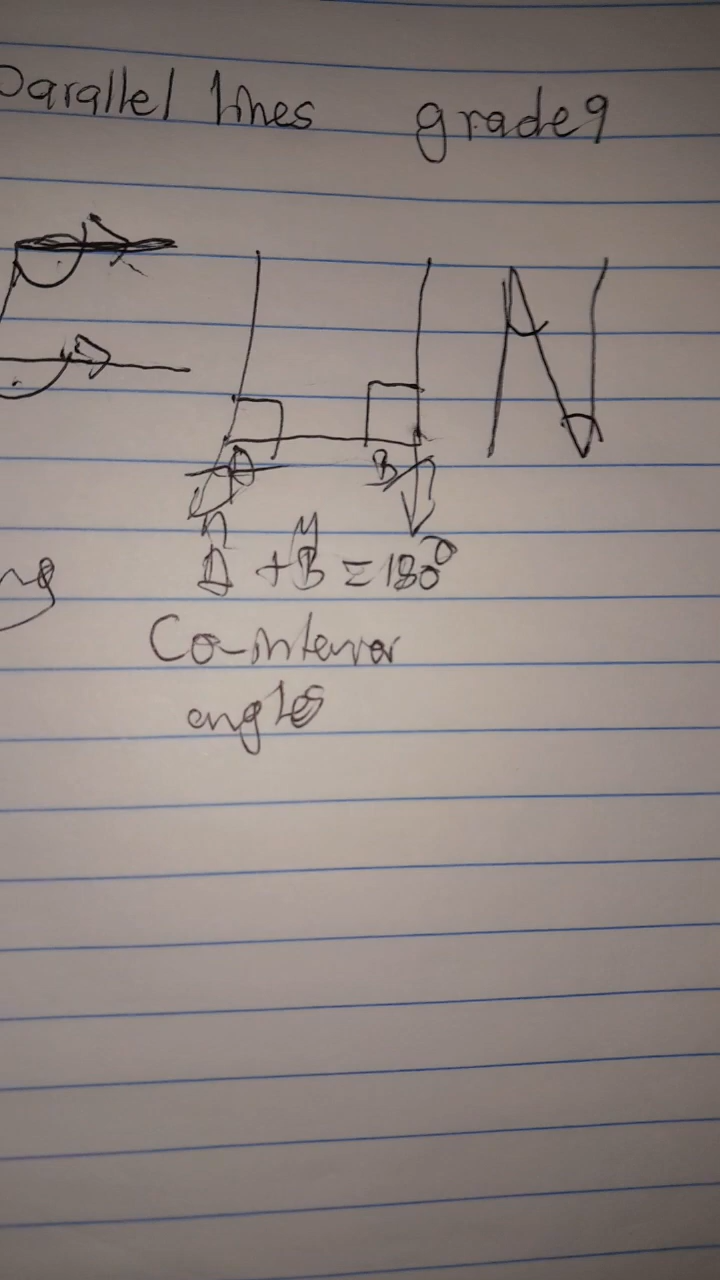 Parallel lines grade 9
A B
Â + B̂ = 180°
Co-interior
angles